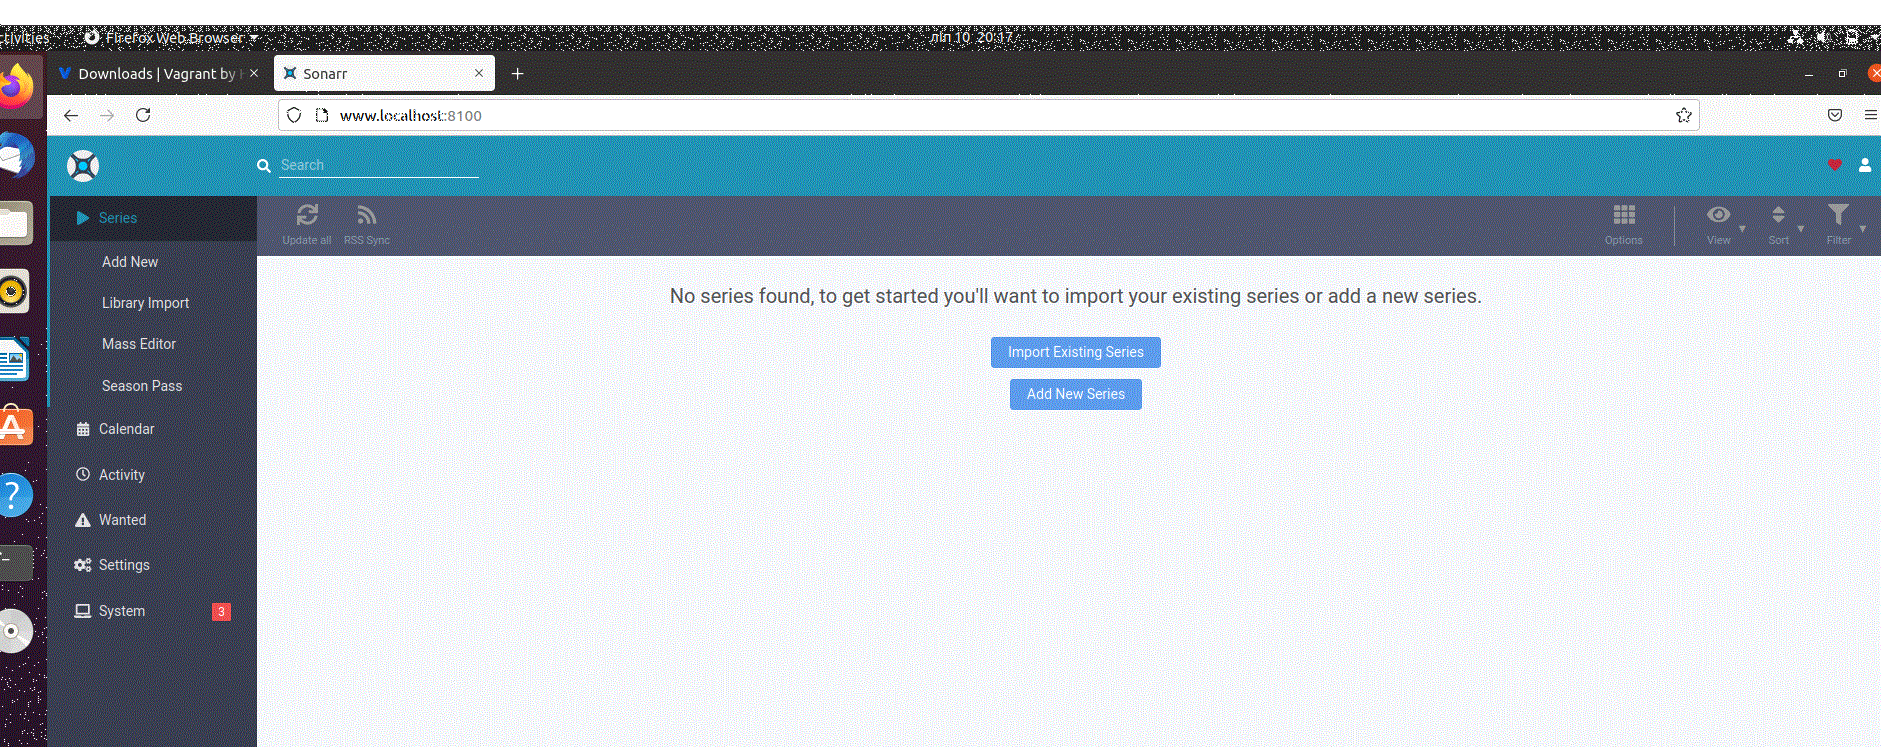 ctivities
Firefox Web Browser
лип 10 20:17
Downloads | Vagrant by H
Sonarr
www.localhost:8100
Search
Series
Update all
RSS Sync
Options
View
Sort
Filter
Add New
Library Import
Mass Editor
Season Pass
Calendar
Activity
Wanted
Settings
System
3
No series found, to get started you'll want to import your existing series or add a new series.
Import Existing Series
Add New Series